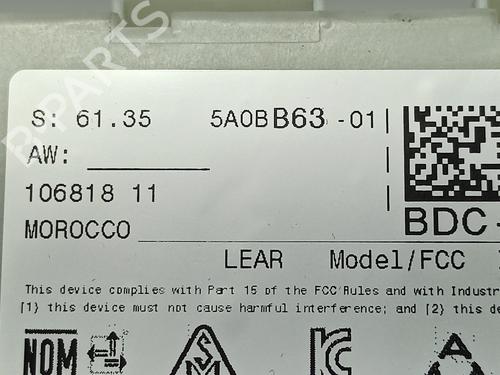 S: 61.35 5A0BB63-01
AW:
106818 11
BDC-
MOROCCO
LEAR Model/FCC
This device complies with Part 15 of the FCC Rules and with Industr
[1) this device must not cause harmful interference; and [2) this de
NOM
S
M
KC
B-PARTS